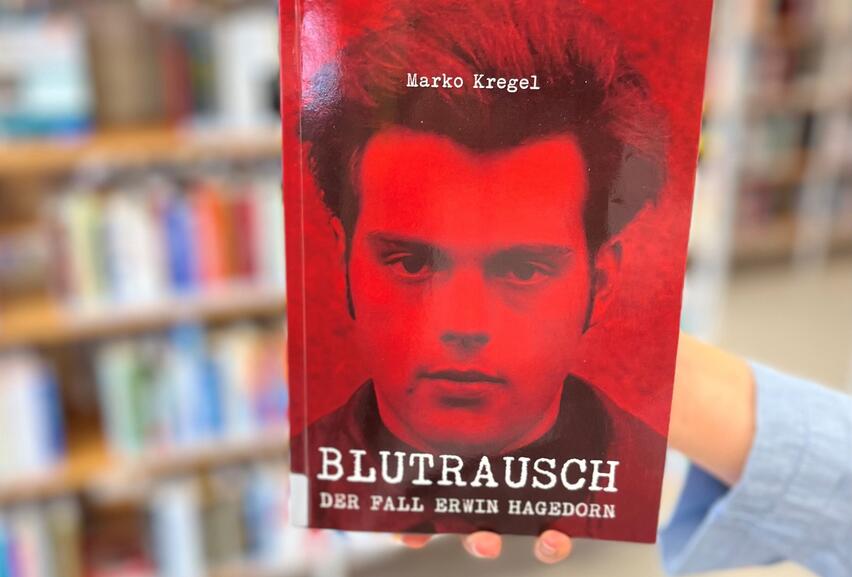 Marko Kregel
BLUTRAUSCH
DER FALL ERWIN HAGEDORN